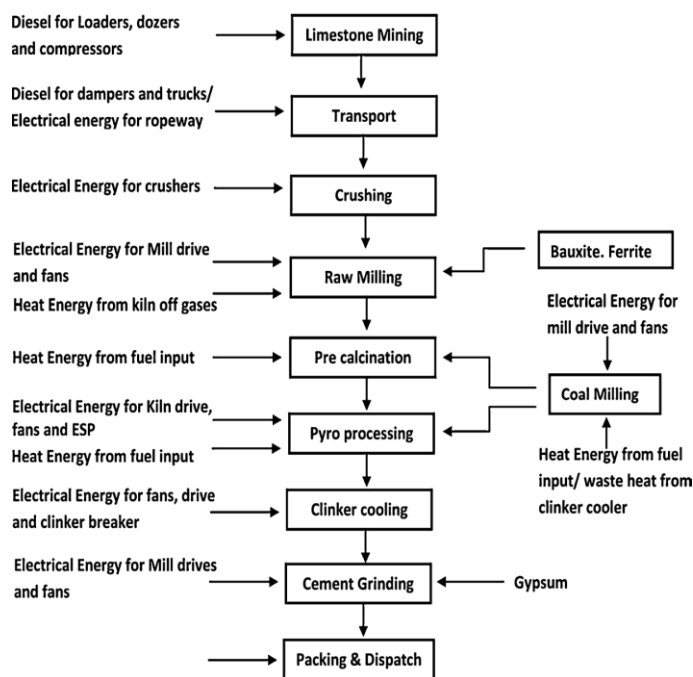 Diesel for Loaders, dozers
and compressors
Limestone Mining
Diesel for dampers and trucks/
Electrical energy for ropeway
Transport
Electrical Energy for crushers
Crushing
Electrical Energy for Mill drive
and fans
Heat Energy from kiln off gases
Raw Milling
Bauxite. Ferrite
Electrical Energy for
mill drive and fans
Heat Energy from fuel input
Pre calcination
Coal Milling
Electrical Energy for Kiln drive,
fans and ESP
Heat Energy from fuel input
Pyro processing
Heat Energy from fuel
input/ waste heat from
clinker cooler
Electrical Energy for fans, drive
and clinker breaker
Clinker cooling
Electrical Energy for Mill drives
and fans
Cement Grinding
Gypsum
Packing & Dispatch